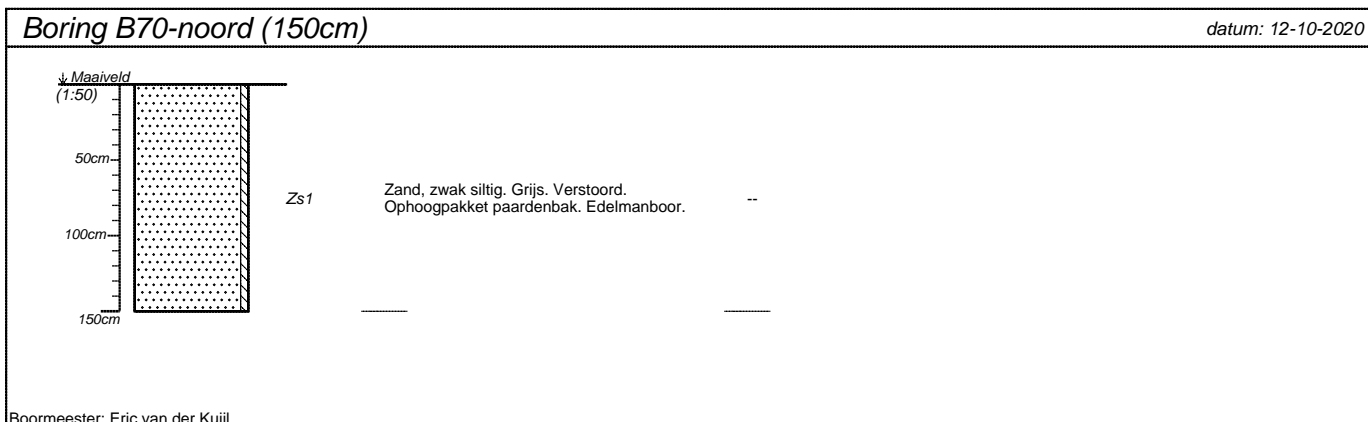 Boring B70-noord (150cm)
datum: 12-10-2020
Maaiveld
(1:50)
50cm
Zs1
Zand, zwak siltig. Grijs. Verstoord.
Ophoogpakket paardenbak. Edelmanboor.
--
100cm
150cm
Boormeester: Eric van der Kuijl